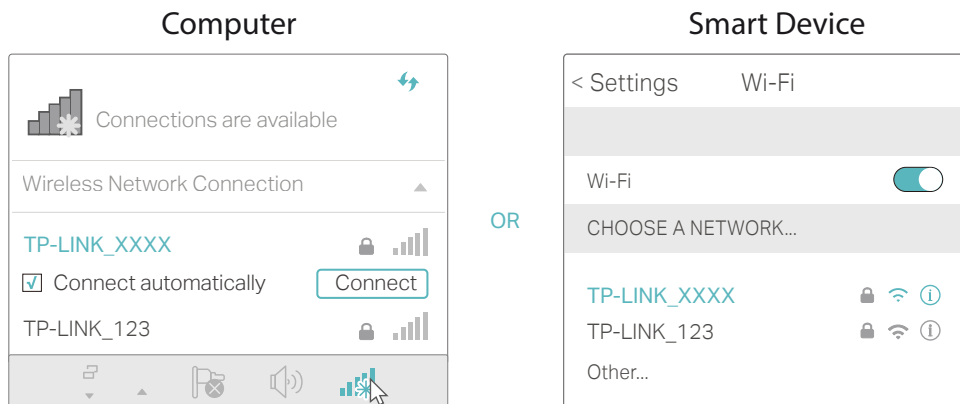 Computer
Connections are available
Wireless Network Connection
TP-LINK_XXXX
Connect automatically
Connect
TP-LINK_123
OR
Smart Device
< Settings
Wi-Fi
Wi-Fi
CHOOSE A NETWORK...
TP-LINK_XXXX
TP-LINK_123
Other...